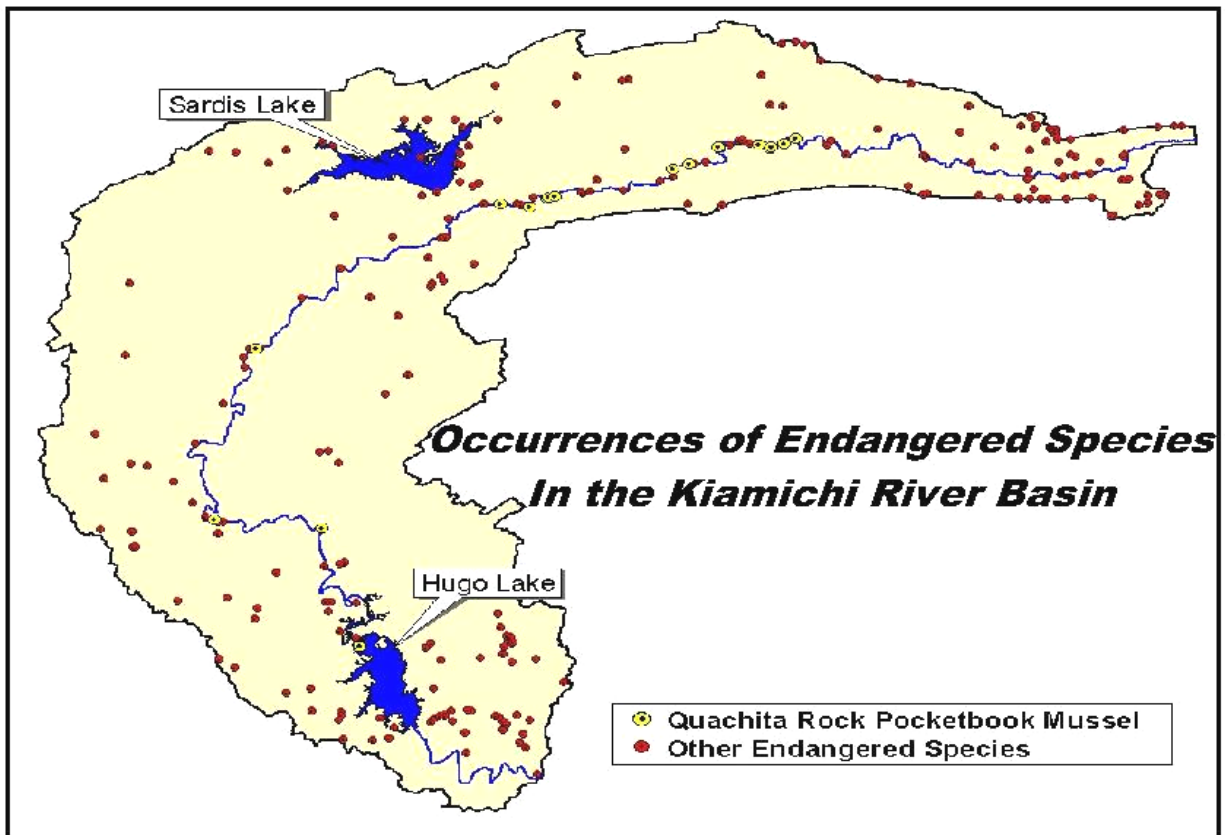 Sardis Lake
Occurrences of Endangered Species
In the Kiamichi River Basin
Hugo Lake
Quachita Rock Pocketbook Mussel
Other Endangered Species